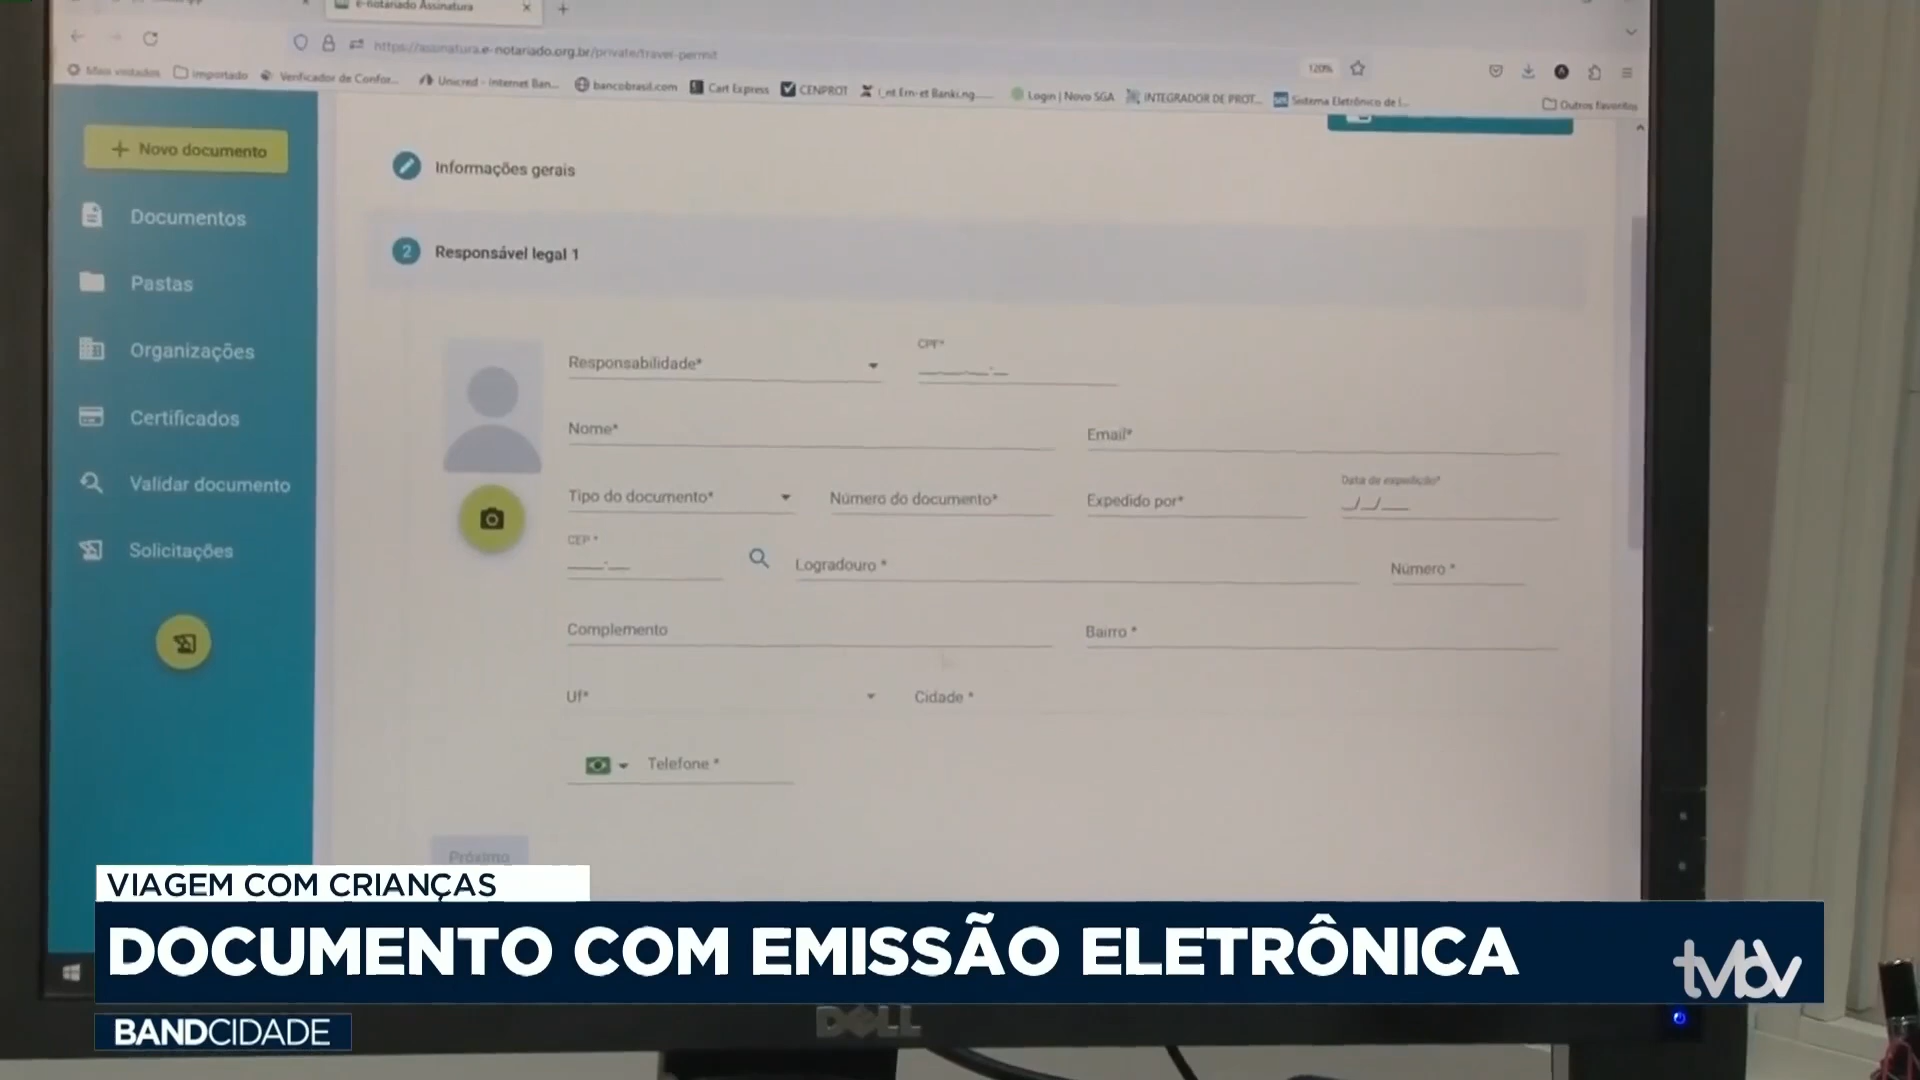 e-notariado Assinatura
https://assinatura.e-notariado.org.br/private/travel-permit
120%
Mais visitados
Importado
Verificador de Confor...
Unicred - Internet Ban...
bancobrasil.com
Cart Express
CENPROT
Login | Novo SGA
INTEGRADOR DE PROT...
Sistema Eletrônico de I...
Outros favoritos
+ Novo documento
Documentos
Pastas
Organizações
Certificados
Validar documento
Solicitações
Informações gerais
2 Responsável legal 1
Responsabilidade*
CPF*
Nome*
Email*
Tipo do documento*
Número do documento*
Expedido por*
Data de expedição*
CEP *
Logradouro *
Número *
Complemento
Bairro *
Uf*
Cidade *
Telefone *
Próximo
VIAGEM COM CRIANÇAS
DOCUMENTO COM EMISSÃO ELETRÔNICA
tvbv
BANDCIDADE
DELL